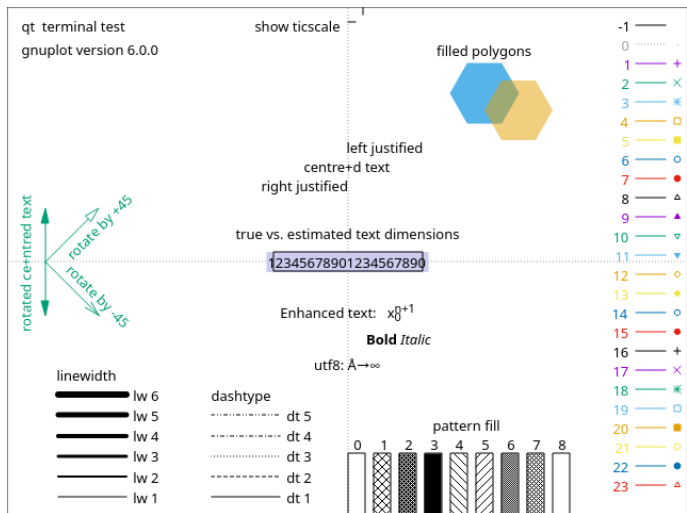 qt terminal test
gnuplot version 6.0.0
show ticscale
filled polygons
left justified
centre+d text
right justified
rotated ce+ntred text
rotate by +45
rotate by -45
true vs. estimated text dimensions
12345678901234567890
Enhanced text: x₀ⁿ⁺¹
Bold Italic
utf8: Å→∞
linewidth
lw 6
lw 5
lw 4
lw 3
lw 2
lw 1
dashtype
dt 5
dt 4
dt 3
dt 2
dt 1
pattern fill
0 1 2 3 4 5 6 7 8
-1
0
1
2
3
4
5
6
7
8
9
10
11
12
13
14
15
16
17
18
19
20
21
22
23